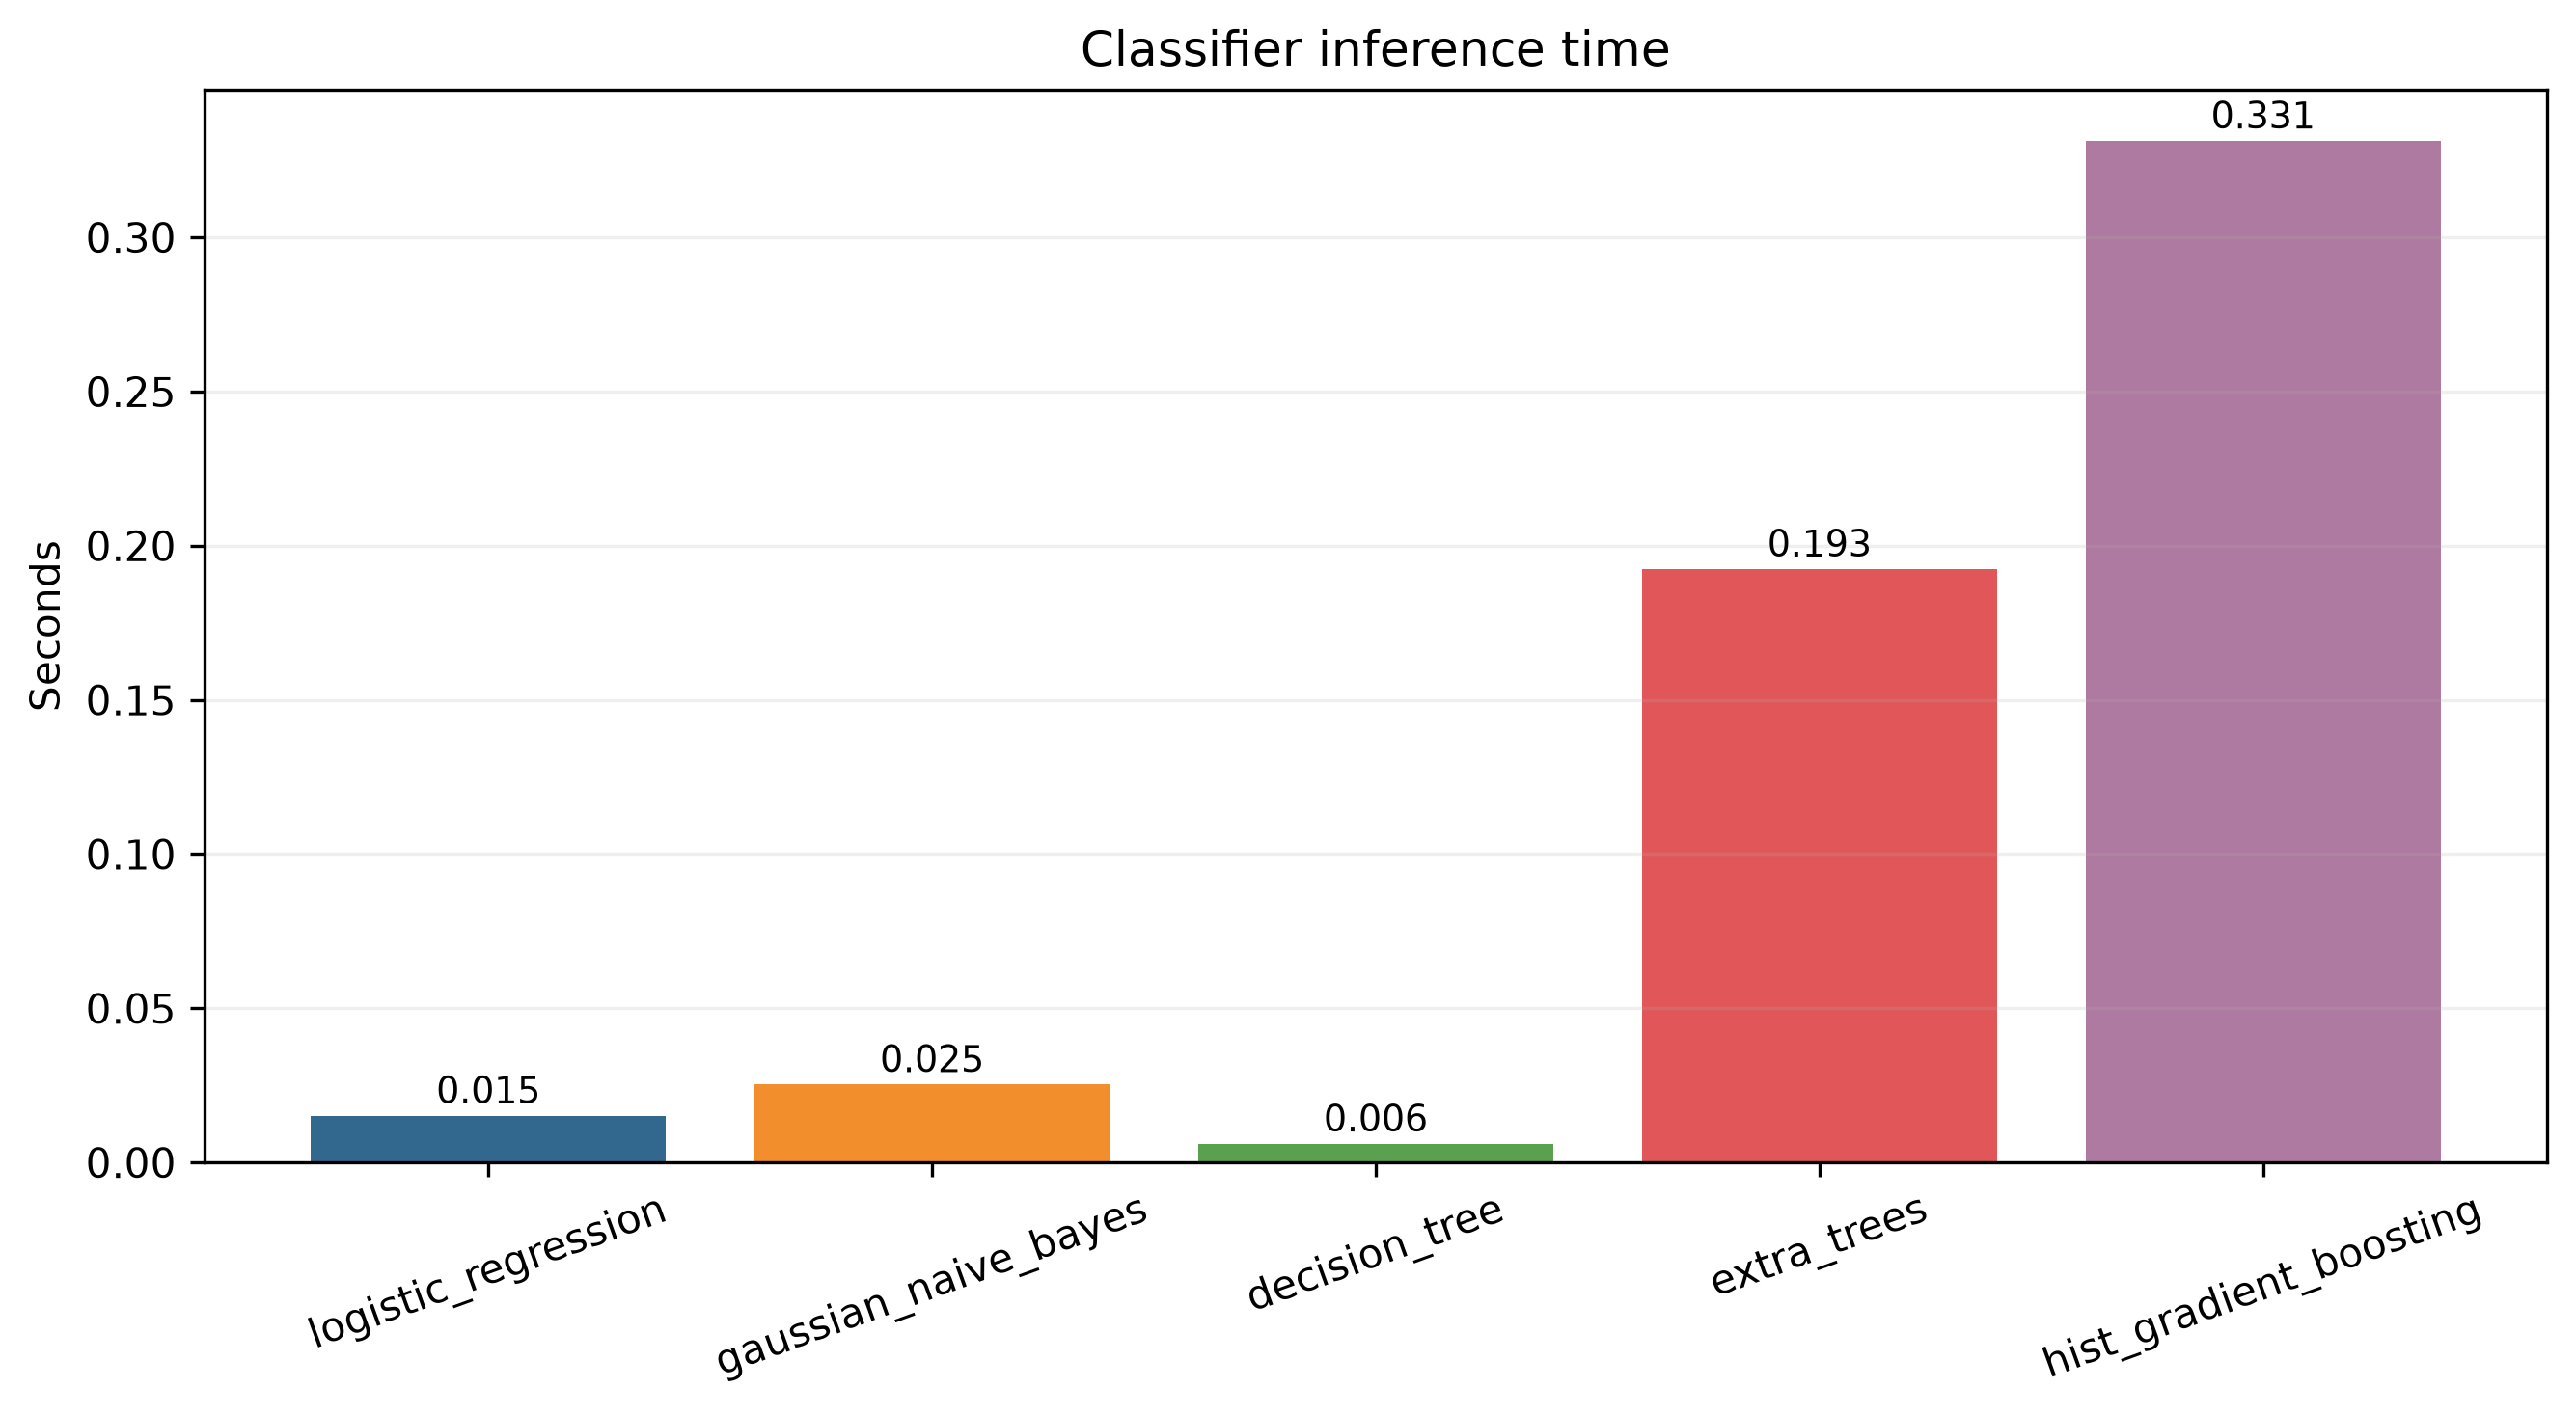 Classifier inference time
Seconds
0.30
0.25
0.20
0.15
0.10
0.05
0.00
0.015
0.025
0.006
0.193
0.331
logistic_regression
gaussian_naive_bayes
decision_tree
extra_trees
hist_gradient_boosting